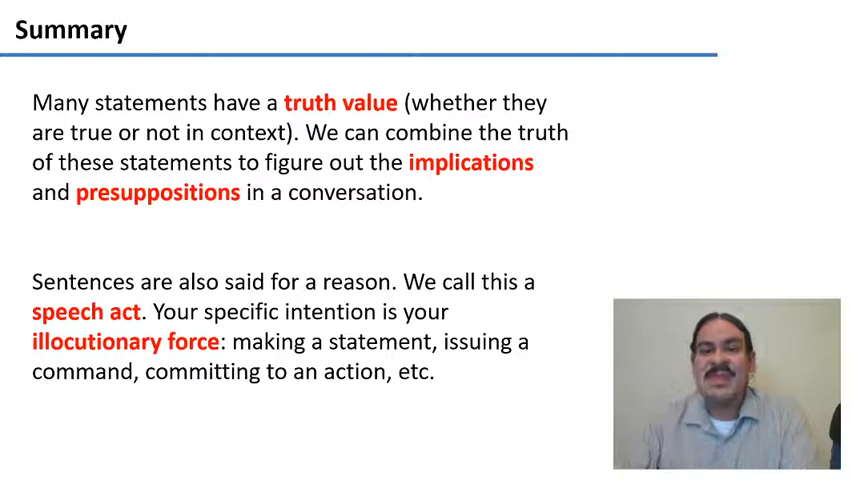 Summary
Many statements have a truth value (whether they
are true or not in context). We can combine the truth
of these statements to figure out the implications
and presuppositions in a conversation.
Sentences are also said for a reason. We call this a
speech act. Your specific intention is your
illocutionary force: making a statement, issuing a
command, committing to an action, etc.